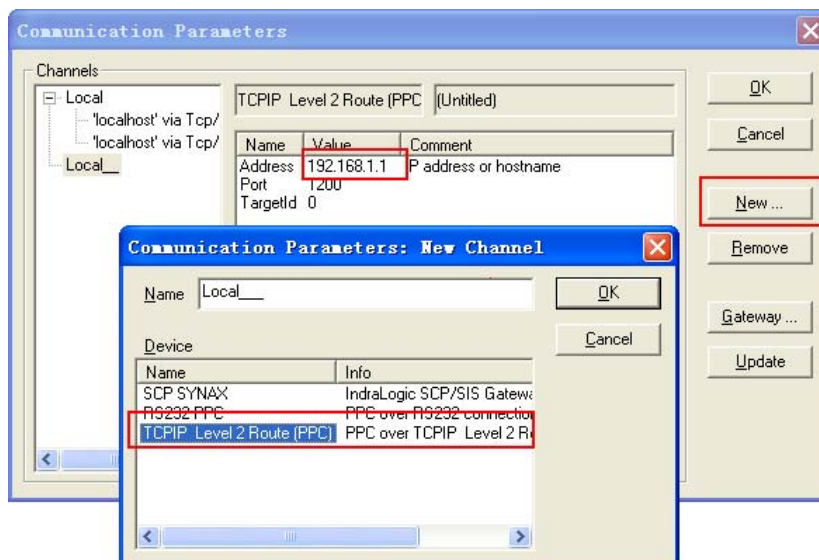 Communication Parameters
Channels
Local
'localhost' via Tcp/
'localhost' via Tcp/
Local__
TCPIP Level 2 Route (PPC
(Untitled)
Name Value Comment
Address 192.168.1.1 P address or hostname
Port 1200
TargetId 0
OK
Cancel
New ...
Remove
Gateway ...
Update
Communication Parameters: New Channel
Name Local___
OK
Cancel
Device
Name Info
SCP SYNAX IndraLogic SCP/SIS Gatewa
RS232 PPC PPC over RS232 connection
TCPIP Level 2 Route (PPC) PPC over TCPIP Level 2 R